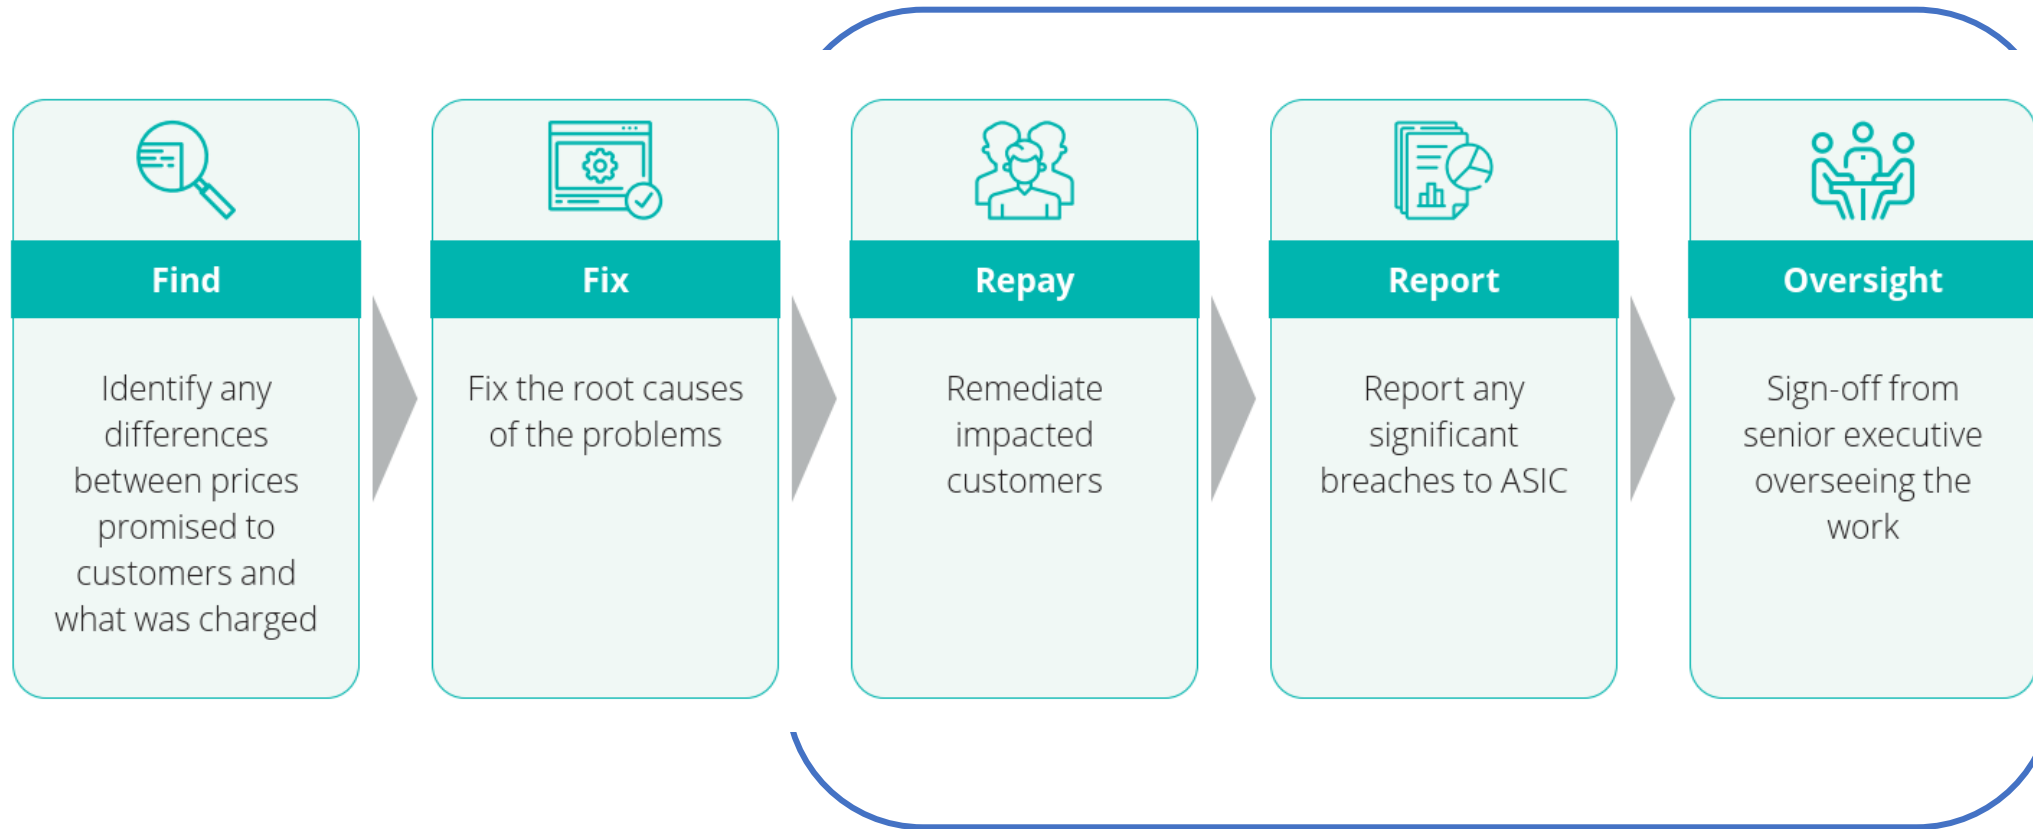 Find
Identify any
differences
between prices
promised to
customers and
what was charged
Fix
Fix the root causes
of the problems
Repay
Remediate
impacted
customers
Report
Report any
significant
breaches to ASIC
Oversight
Sign-off from
senior executive
overseeing the
work